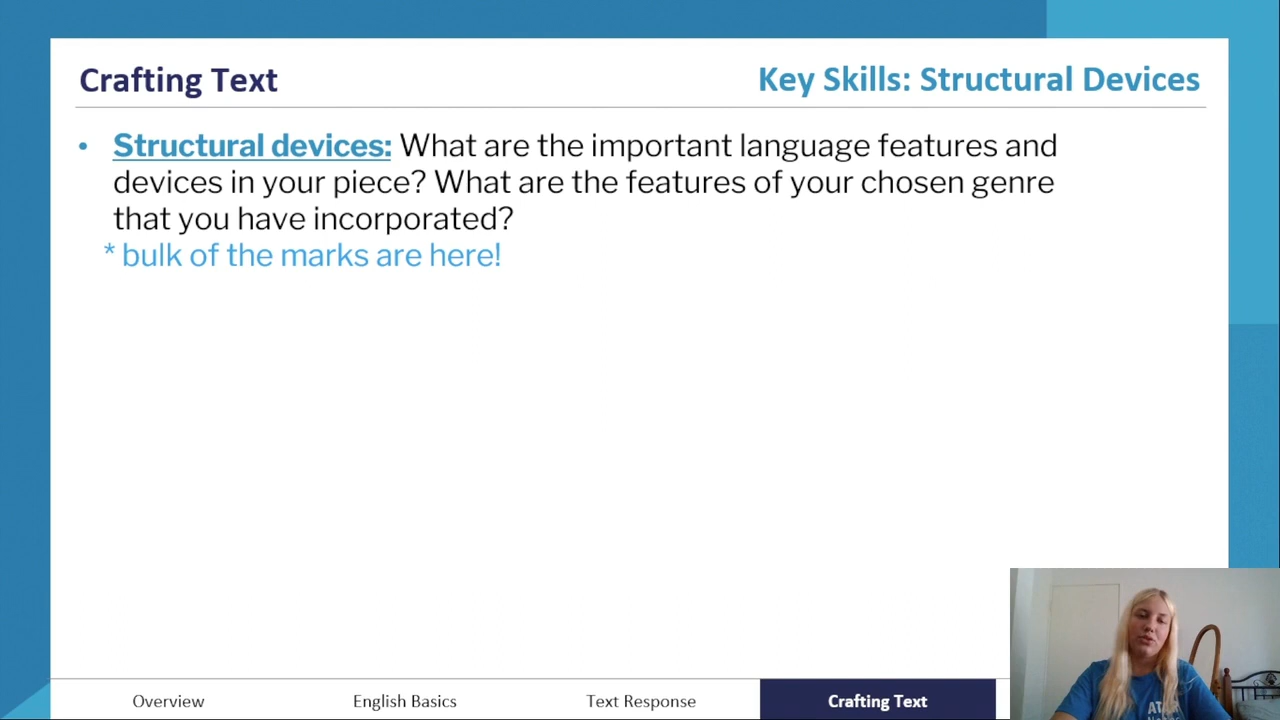 Crafting Text
Key Skills: Structural Devices
• Structural devices: What are the important language features and
devices in your piece? What are the features of your chosen genre
that you have incorporated?
* bulk of the marks are here!
Overview
English Basics
Text Response
Crafting Text